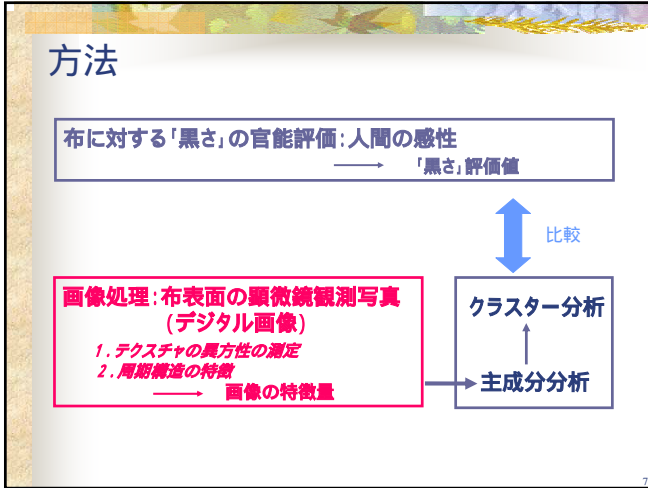 方法
布に対する「黒さ」の官能評価:人間の感性
「黒さ」評価値
比較
画像処理:布表面の顕微鏡観測写真
(デジタル画像)
1.テクスチャの異方性の測定
2.周期構造の特徴
画像の特徴量
クラスター分析
主成分分析
7